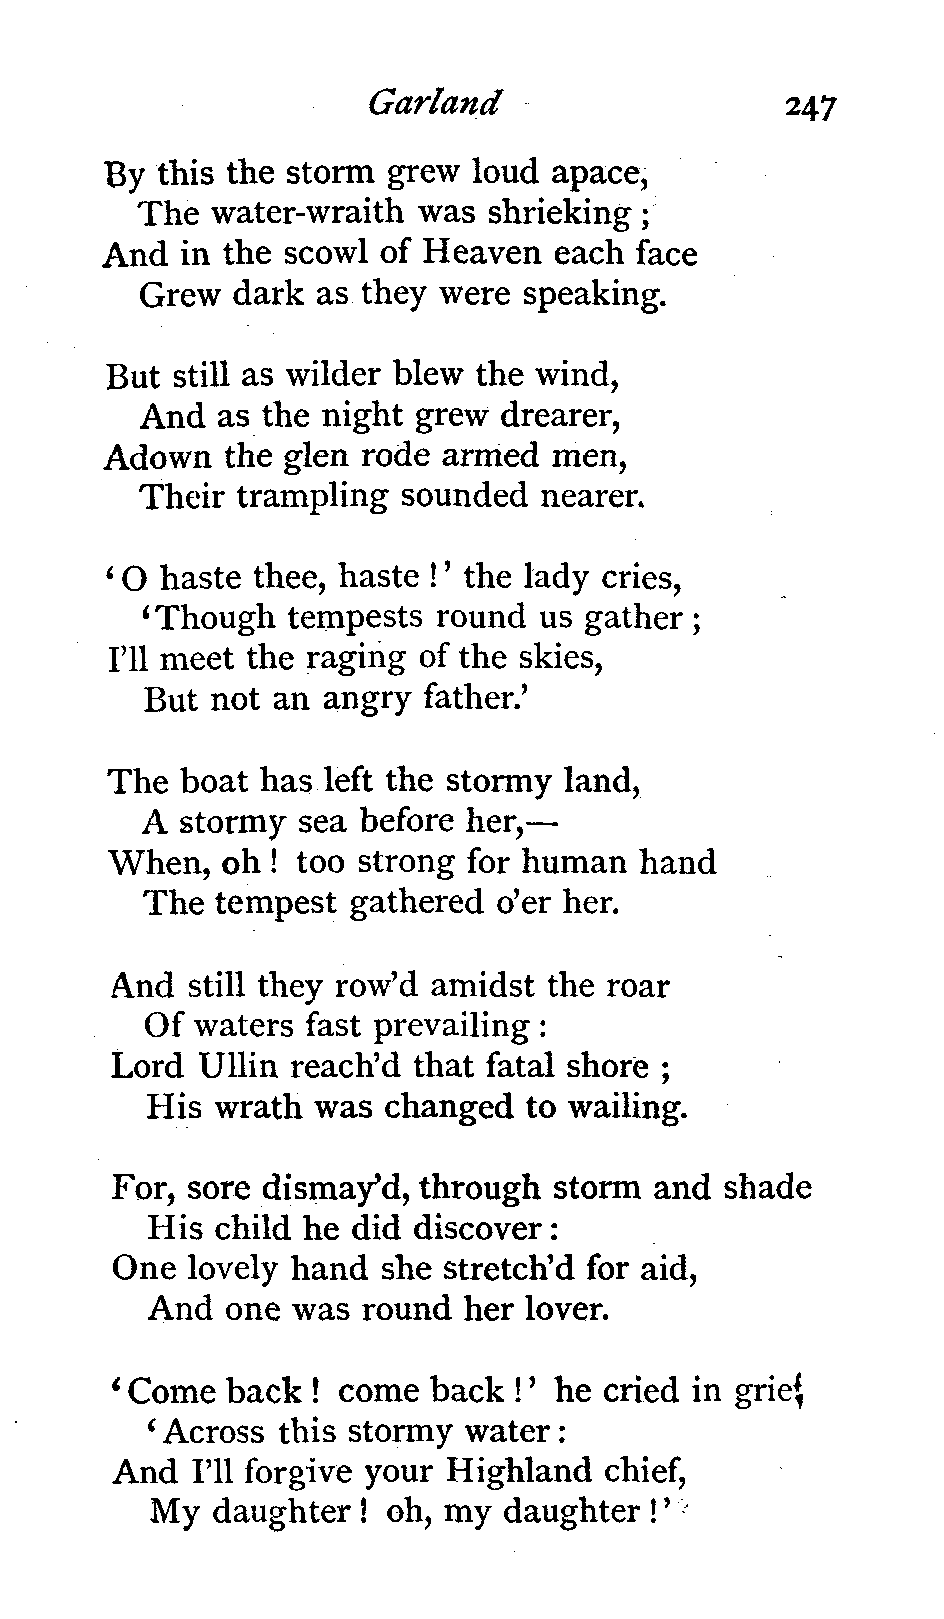 Garland 247
By this the storm grew loud apace,
The water-wraith was shrieking ;
And in the scowl of Heaven each face
Grew dark as they were speaking.
But still as wilder blew the wind,
And as the night grew drearer,
Adown the glen rode armed men,
Their trampling sounded nearer.
‘ O haste thee, haste ! ’ the lady cries,
‘ Though tempests round us gather ;
I’ll meet the raging of the skies,
But not an angry father.’
The boat has left the stormy land,
A stormy sea before her,—
When, oh ! too strong for human hand
The tempest gathered o’er her.
And still they row’d amidst the roar
Of waters fast prevailing :
Lord Ullin reach’d that fatal shore ;
His wrath was changed to wailing.
For, sore dismay’d, through storm and shade
His child he did discover :
One lovely hand she stretch’d for aid,
And one was round her lover.
‘ Come back ! come back ! ’ he cried in grief,
‘ Across this stormy water :
And I’ll forgive your Highland chief,
My daughter ! oh, my daughter ! ’